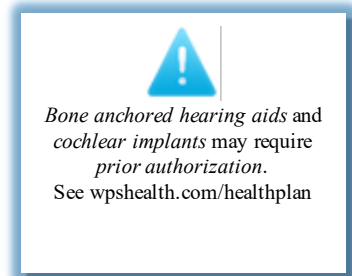 Bone anchored hearing aids and
cochlear implants may require
prior authorization.
See wpshealth.com/healthplan